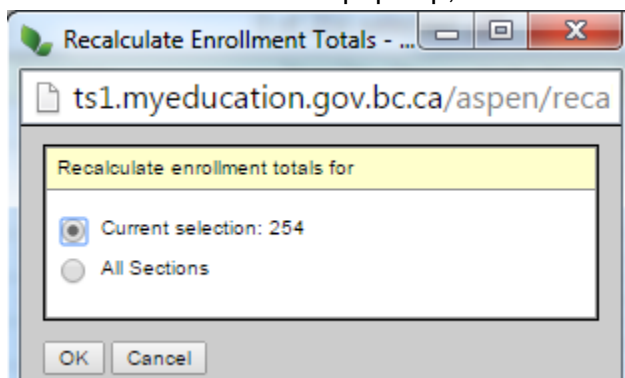 Recalculate Enrollment Totals - ...
ts1.myeducation.gov.bc.ca/aspen/reca
Recalculate enrollment totals for
Current selection: 254
All Sections
OK Cancel